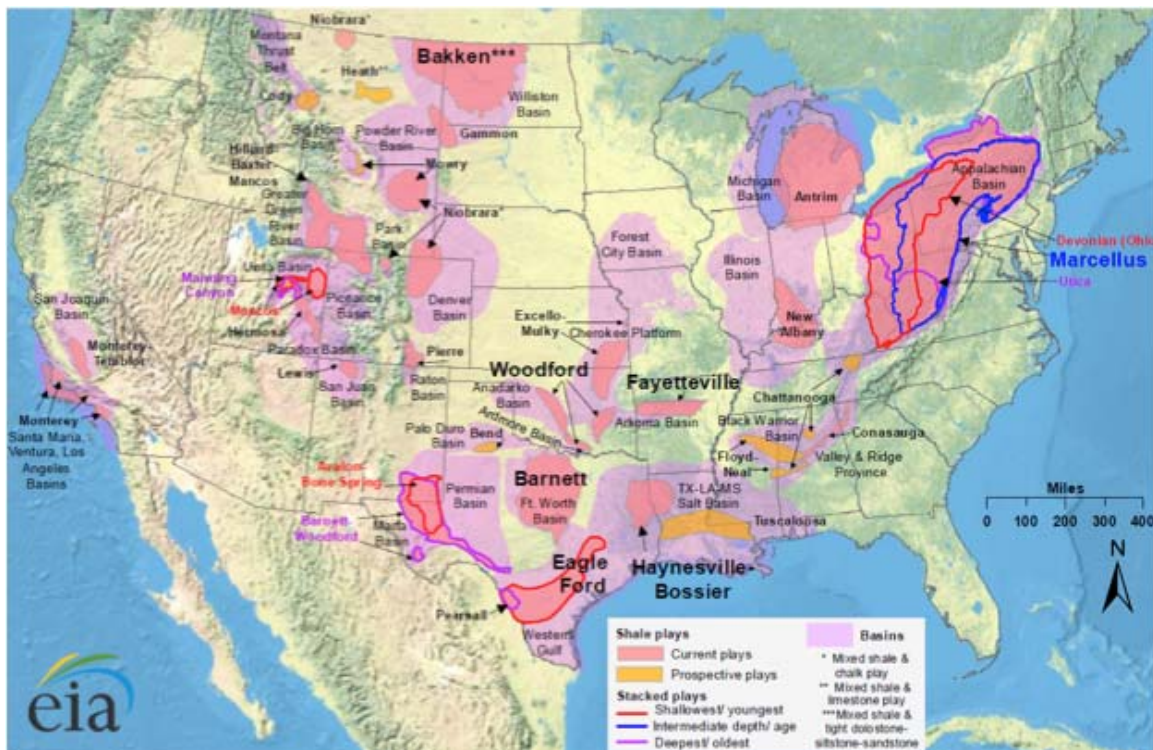 Niobrara*
Montana
Thrust
Belt
Bakken***
Heath**
Cody
Williston
Basin
Big Horn
Basin
Powder River
Basin
Gammon
Hilliard-
Baxter-
Mancos
Mowry
Greater
Green
River
Basin
Niobrara*
Park
Basin
Michigan
Basin
Antrim
Appalachian
Basin
Devonian (Ohio
Marcellus
Utica
Forest
City Basin
Illinois
Basin
Uinta Basin
Manning
Canyon
Mancos
Piceance
Basin
Denver
Basin
San Joaquin
Basin
Hermosa
Paradox Basin
Excello-
Mulky
Cherokee Platform
New
Albany
Monterey-
Temblor
Lewis
San Juan
Basin
Pierre
Raton
Basin
Woodford
Anadarko
Basin
Fayetteville
Chattanooga
Monterey
Santa Maria,
Ventura, Los
Angeles
Basins
Palo Duro
Basin
Bend
Ardmore Basin
Arkoma Basin
Black Warrior
Basin
Conasauga
Floyd-
Neal
Valley & Ridge
Province
Avalon-
Bone Spring
Permian
Basin
Barnett
Ft. Worth
Basin
TX-LA-MS
Salt Basin
Tuscaloosa
Barnett-
Woodford
Marfa
Basin
Eagle
Ford
Haynesville-
Bossier
Pearsall
Western
Gulf
Miles
0 100 200 300 400
N
Shale plays
Current plays
Prospective plays
Stacked plays
Shallowest/ youngest
Intermediate depth/ age
Deepest/ oldest
Basins
* Mixed shale &
chalk play
** Mixed shale &
limestone play
***Mixed shale &
tight dolostone-
siltstone-sandstone
eia